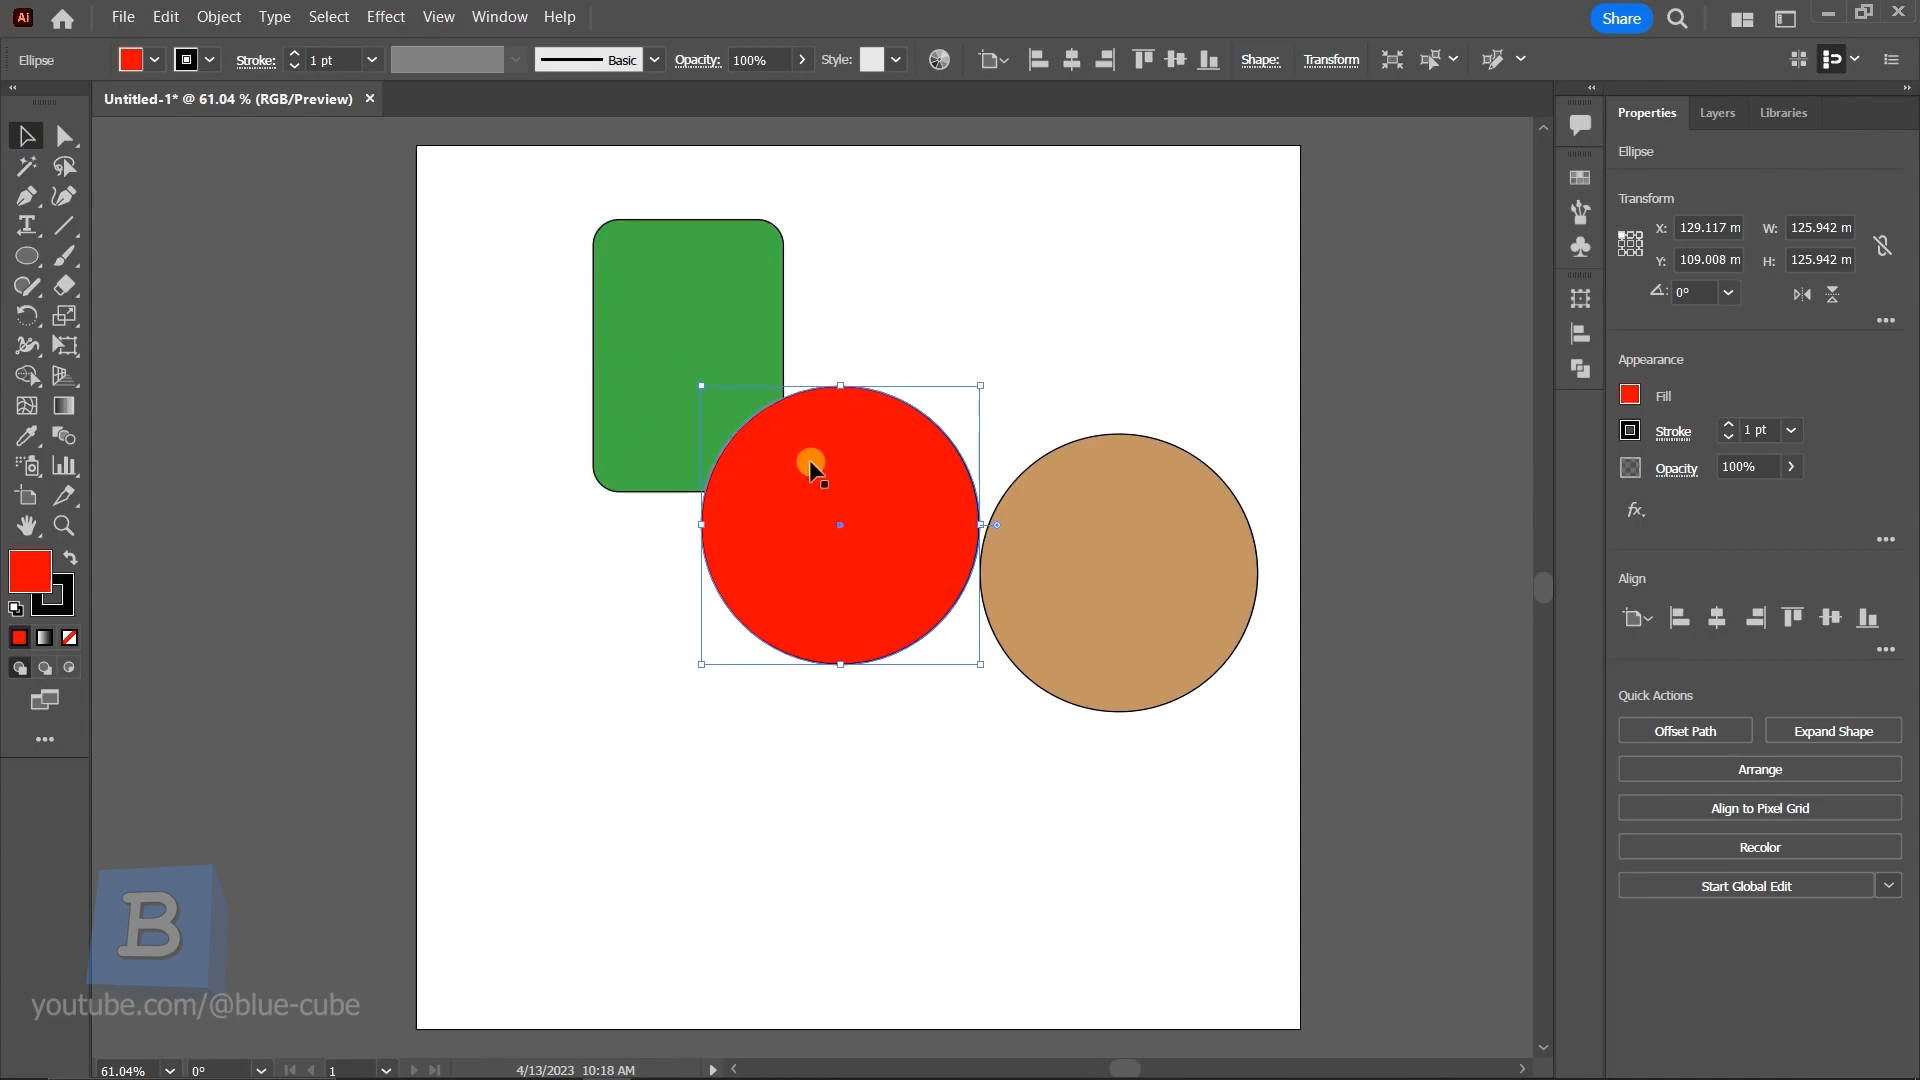 Ai File Edit Object Type Select Effect View Window Help Share
Ellipse Stroke: 1 pt Basic Opacity: 100% Style: Shape: Transform
Untitled-1* @ 61.04 % (RGB/Preview) ×
Properties Layers Libraries
Ellipse
Transform
X: 129.117 m W: 125.942 m
Y: 109.008 m H: 125.942 m
0°
Appearance
Fill
Stroke 1 pt
Opacity 100%
fx.
Align
Quick Actions
Offset Path Expand Shape
Arrange
Align to Pixel Grid
Recolor
Start Global Edit
B
youtube.com/@blue-cube
61.04% 0° 1 4/13/2023 10:18 AM